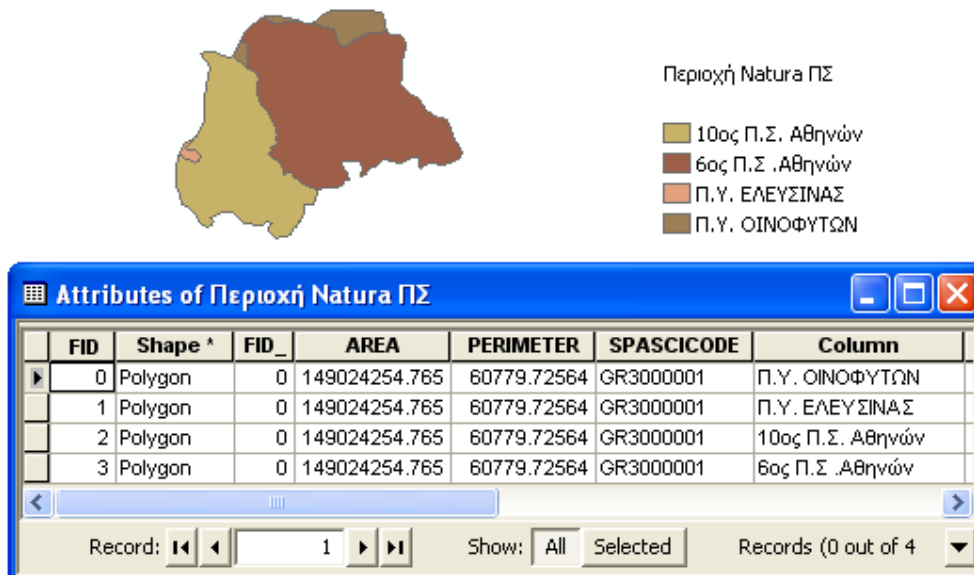 Περιοχή Natura ΠΣ
10ος Π.Σ. Αθηνών
6ος Π.Σ .Αθηνών
Π.Υ. ΕΛΕΥΣΙΝΑΣ
Π.Υ. ΟΙΝΟΦΥΤΩΝ
Attributes of Περιοχή Natura ΠΣ
FID Shape * FID_ AREA PERIMETER SPASCICODE Column
0 Polygon 0 149024254.765 60779.72564 GR3000001 Π.Υ. ΟΙΝΟΦΥΤΩΝ
1 Polygon 0 149024254.765 60779.72564 GR3000001 Π.Υ. ΕΛΕΥΣΙΝΑΣ
2 Polygon 0 149024254.765 60779.72564 GR3000001 10ος Π.Σ. Αθηνών
3 Polygon 0 149024254.765 60779.72564 GR3000001 6ος Π.Σ .Αθηνών
Record: 1 Show: All Selected Records (0 out of 4